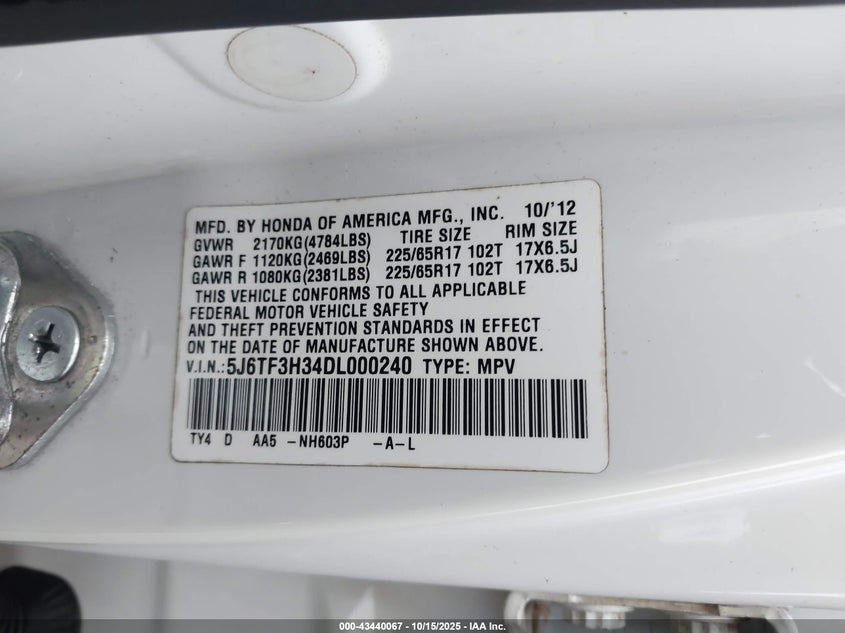 MFD. BY HONDA OF AMERICA MFG., INC. 10/'12
GVWR 2170KG(4784LBS) TIRE SIZE RIM SIZE
GAWR F 1120KG(2469LBS) 225/65R17 102T 17X6.5J
GAWR R 1080KG(2381LBS) 225/65R17 102T 17X6.5J
THIS VEHICLE CONFORMS TO ALL APPLICABLE
FEDERAL MOTOR VEHICLE SAFETY
AND THEFT PREVENTION STANDARDS IN EFFECT
ON THE DATE OF MANUFACTURE SHOWN ABOVE.
V.I.N.:5J6TF3H34DL000240 TYPE: MPV
TY4 D AA5 -NH603P -A-L
000-43440067 - 10/15/2025 - IAA Inc.